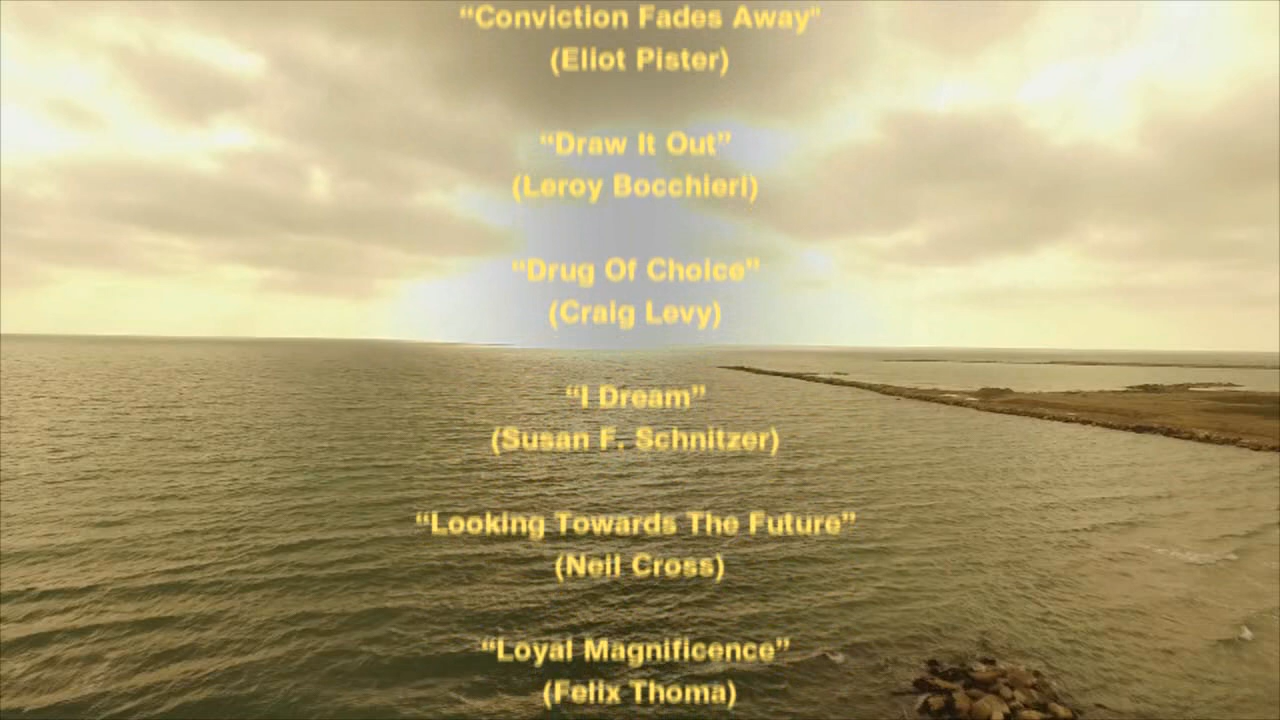 “Conviction Fades Away"
(Eliot Pister)
“Draw It Out”
(Leroy Bocchieri)
“Drug Of Choice”
(Craig Levy)
“I Dream”
(Susan F. Schnitzer)
“Looking Towards The Future”
(Neil Cross)
“Loyal Magnificence”
(Felix Thoma)